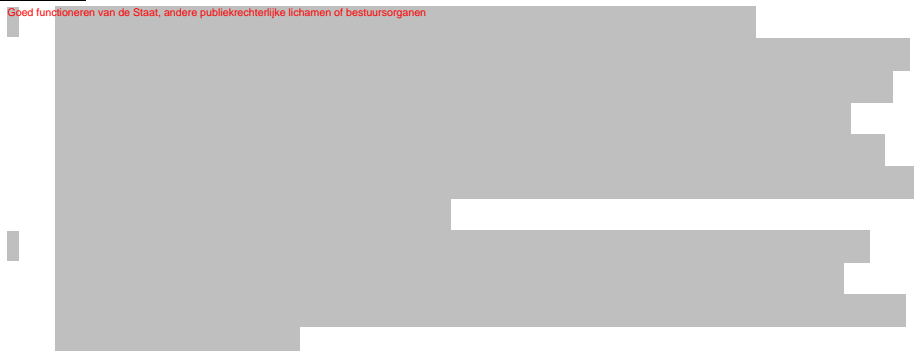 Goed functioneren van de Staat, andere publiekrechterlijke lichamen of bestuursorganen